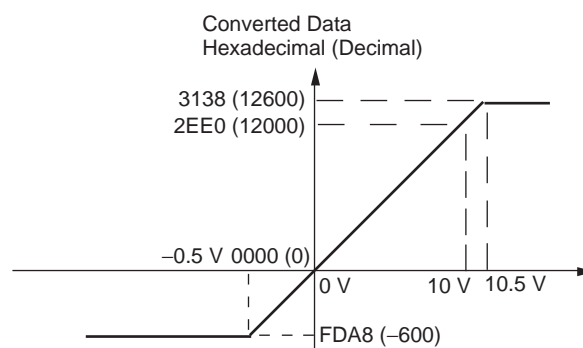 Converted Data
Hexadecimal (Decimal)
3138 (12600)
2EE0 (12000)
–0.5 V 0000 (0)
0 V
10 V
10.5 V
FDA8 (–600)